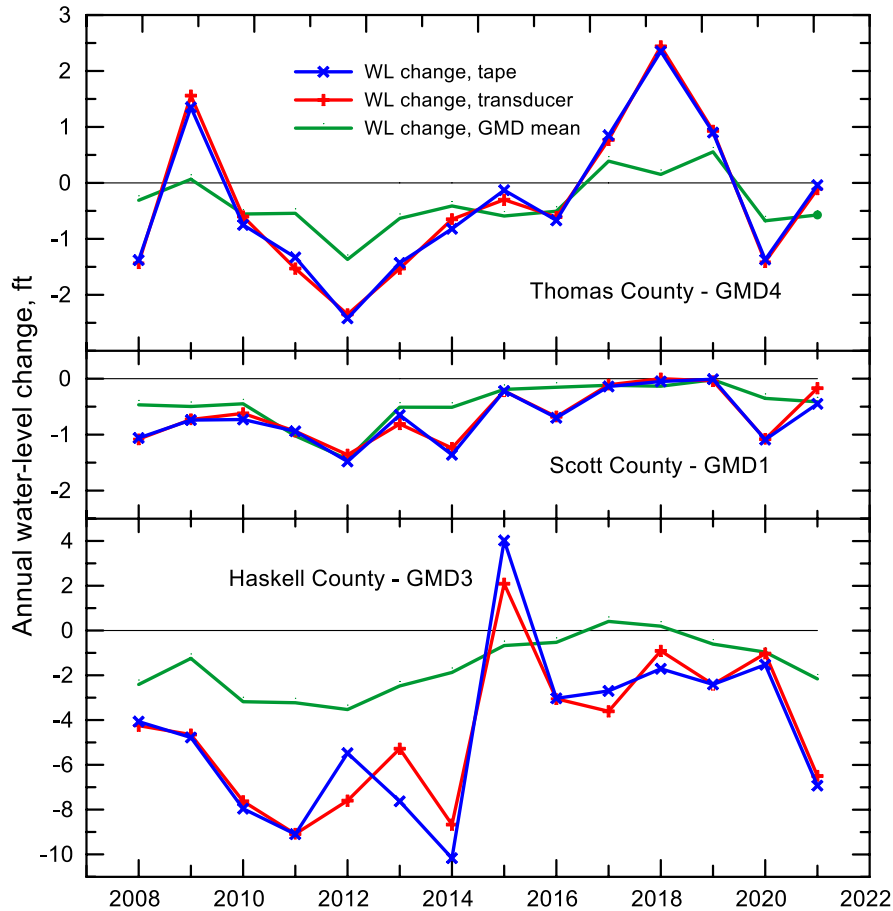 3
2
1
0
-1
-2
WL change, tape
WL change, transducer
WL change, GMD mean
Thomas County - GMD4
0
-1
-2
Scott County - GMD1
4
2
0
-2
-4
-6
-8
-10
Haskell County - GMD3
Annual water-level change, ft
2008 2010 2012 2014 2016 2018 2020 2022